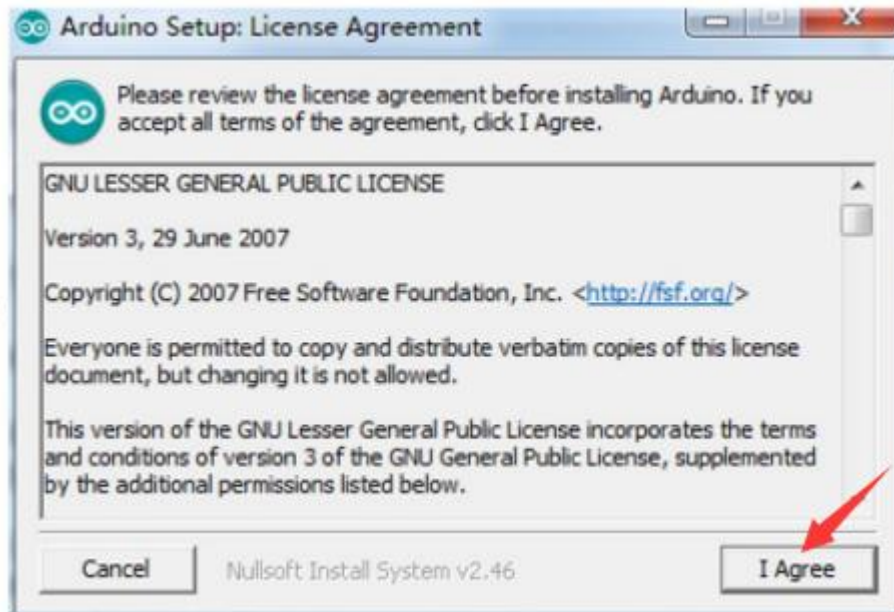 Arduino Setup: License Agreement
Please review the license agreement before installing Arduino. If you
accept all terms of the agreement, click I Agree.
GNU LESSER GENERAL PUBLIC LICENSE
Version 3, 29 June 2007
Copyright (C) 2007 Free Software Foundation, Inc. <http://fsf.org/>
Everyone is permitted to copy and distribute verbatim copies of this license
document, but changing it is not allowed.
This version of the GNU Lesser General Public License incorporates the terms
and conditions of version 3 of the GNU General Public License, supplemented
by the additional permissions listed below.
Cancel
Nullsoft Install System v2.46
I Agree